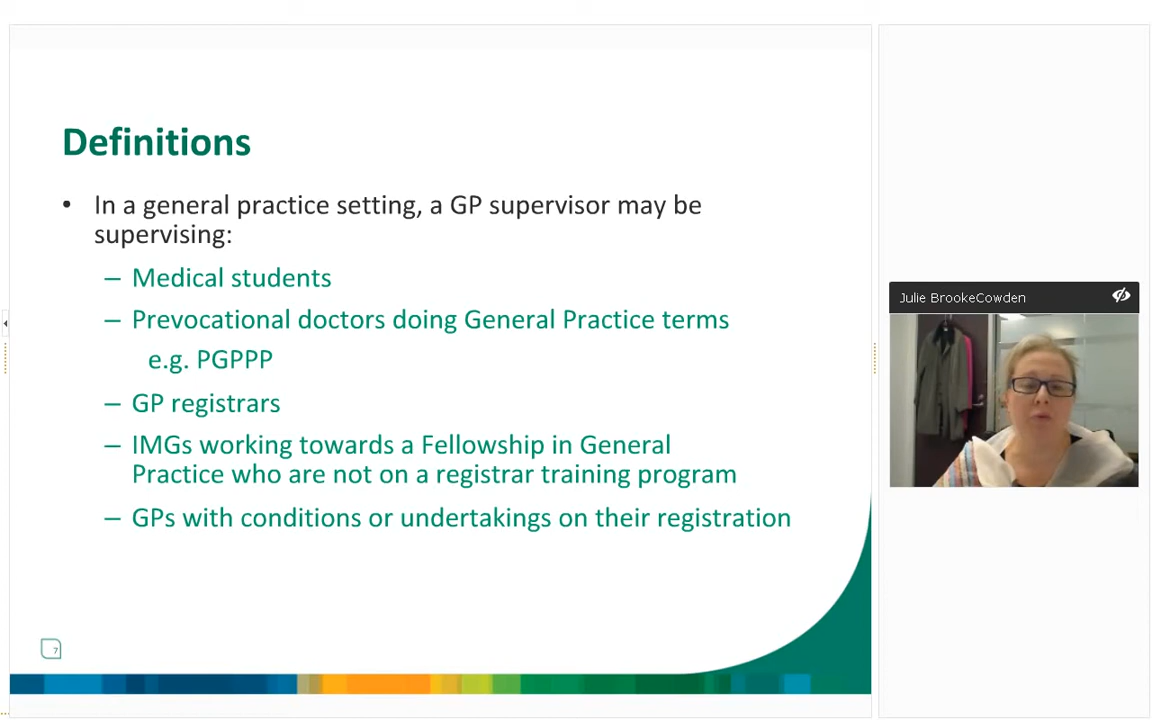 Definitions
• In a general practice setting, a GP supervisor may be
supervising:
– Medical students
– Prevocational doctors doing General Practice terms
e.g. PGPPP
– GP registrars
– IMGs working towards a Fellowship in General
Practice who are not on a registrar training program
– GPs with conditions or undertakings on their registration
7
Julie BrookeCowden